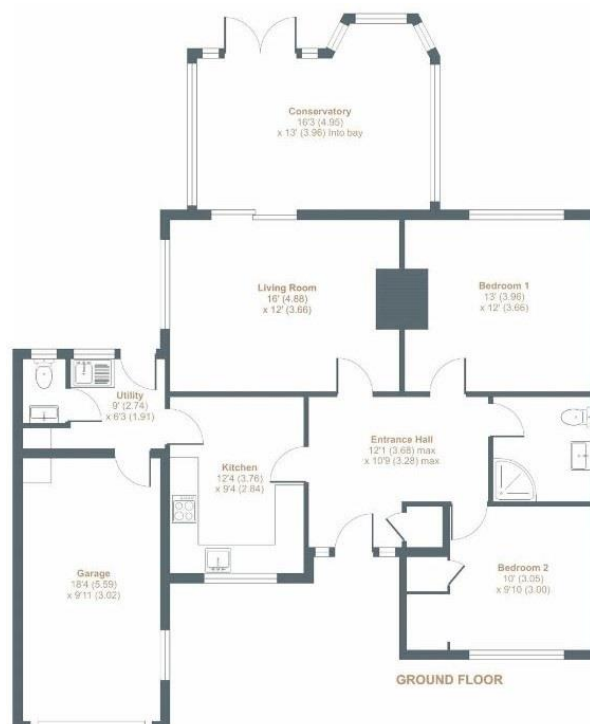 Conservatory
16'3 (4.95)
x 13' (3.96) Into bay
Living Room
16' (4.88)
x 12' (3.66)
Bedroom 1
13' (3.96)
x 12' (3.66)
Utility
9' (2.74)
x 6'3 (1.91)
Kitchen
12'4 (3.76)
x 9'4 (2.84)
Entrance Hall
12'1 (3.68) max
x 10'9 (3.28) max
Garage
18'4 (5.59)
x 9'11 (3.02)
Bedroom 2
10' (3.05)
x 9'10 (3.00)
GROUND FLOOR